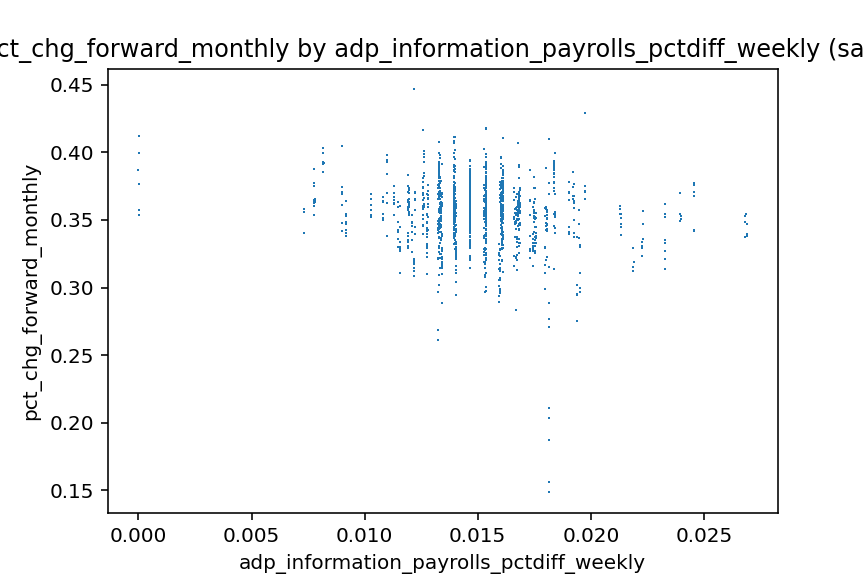 ct_chg_forward_monthly by adp_information_payrolls_pctdiff_weekly (sa
0.45
0.40
0.35
0.30
0.25
0.20
0.15
pct_chg_forward_monthly
0.000 0.005 0.010 0.015 0.020 0.025
adp_information_payrolls_pctdiff_weekly